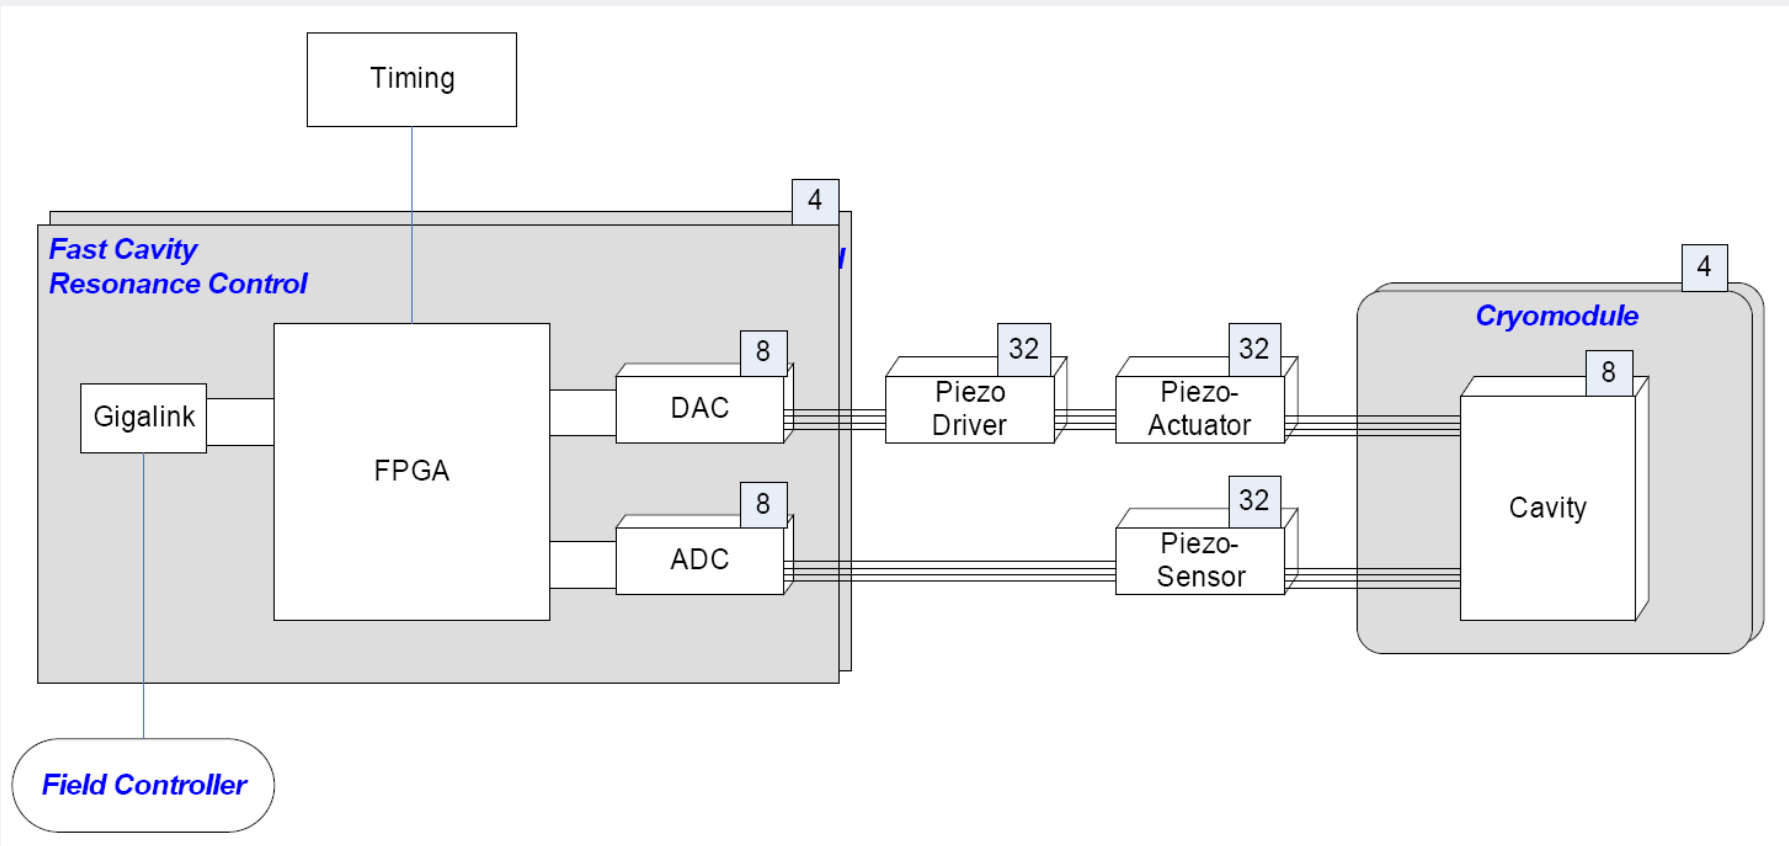 Timing
4
Fast Cavity
Resonance Control
Gigalink
FPGA
8
DAC
8
ADC
32
Piezo
Driver
32
Piezo-
Actuator
32
Piezo-
Sensor
4
Cryomodule
8
Cavity
Field Controller